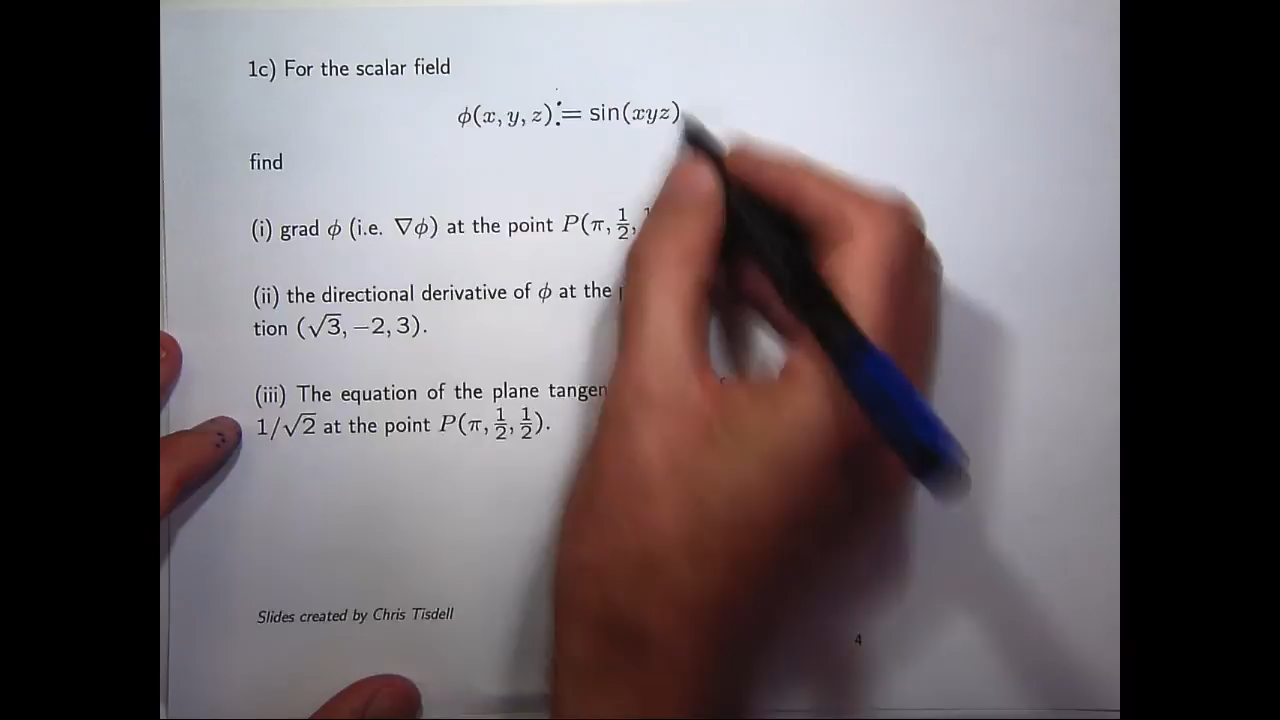 1c) For the scalar field
ϕ(x, y, z) := sin(xyz)
find
(i) grad ϕ (i.e. ∇ϕ) at the point P(π, 1/2,
(ii) the directional derivative of ϕ at the
tion (√3, −2, 3).
(iii) The equation of the plane
1/√2 at the point P(π, 1/2, 1/2).
Slides created by Chris Tisdell
4